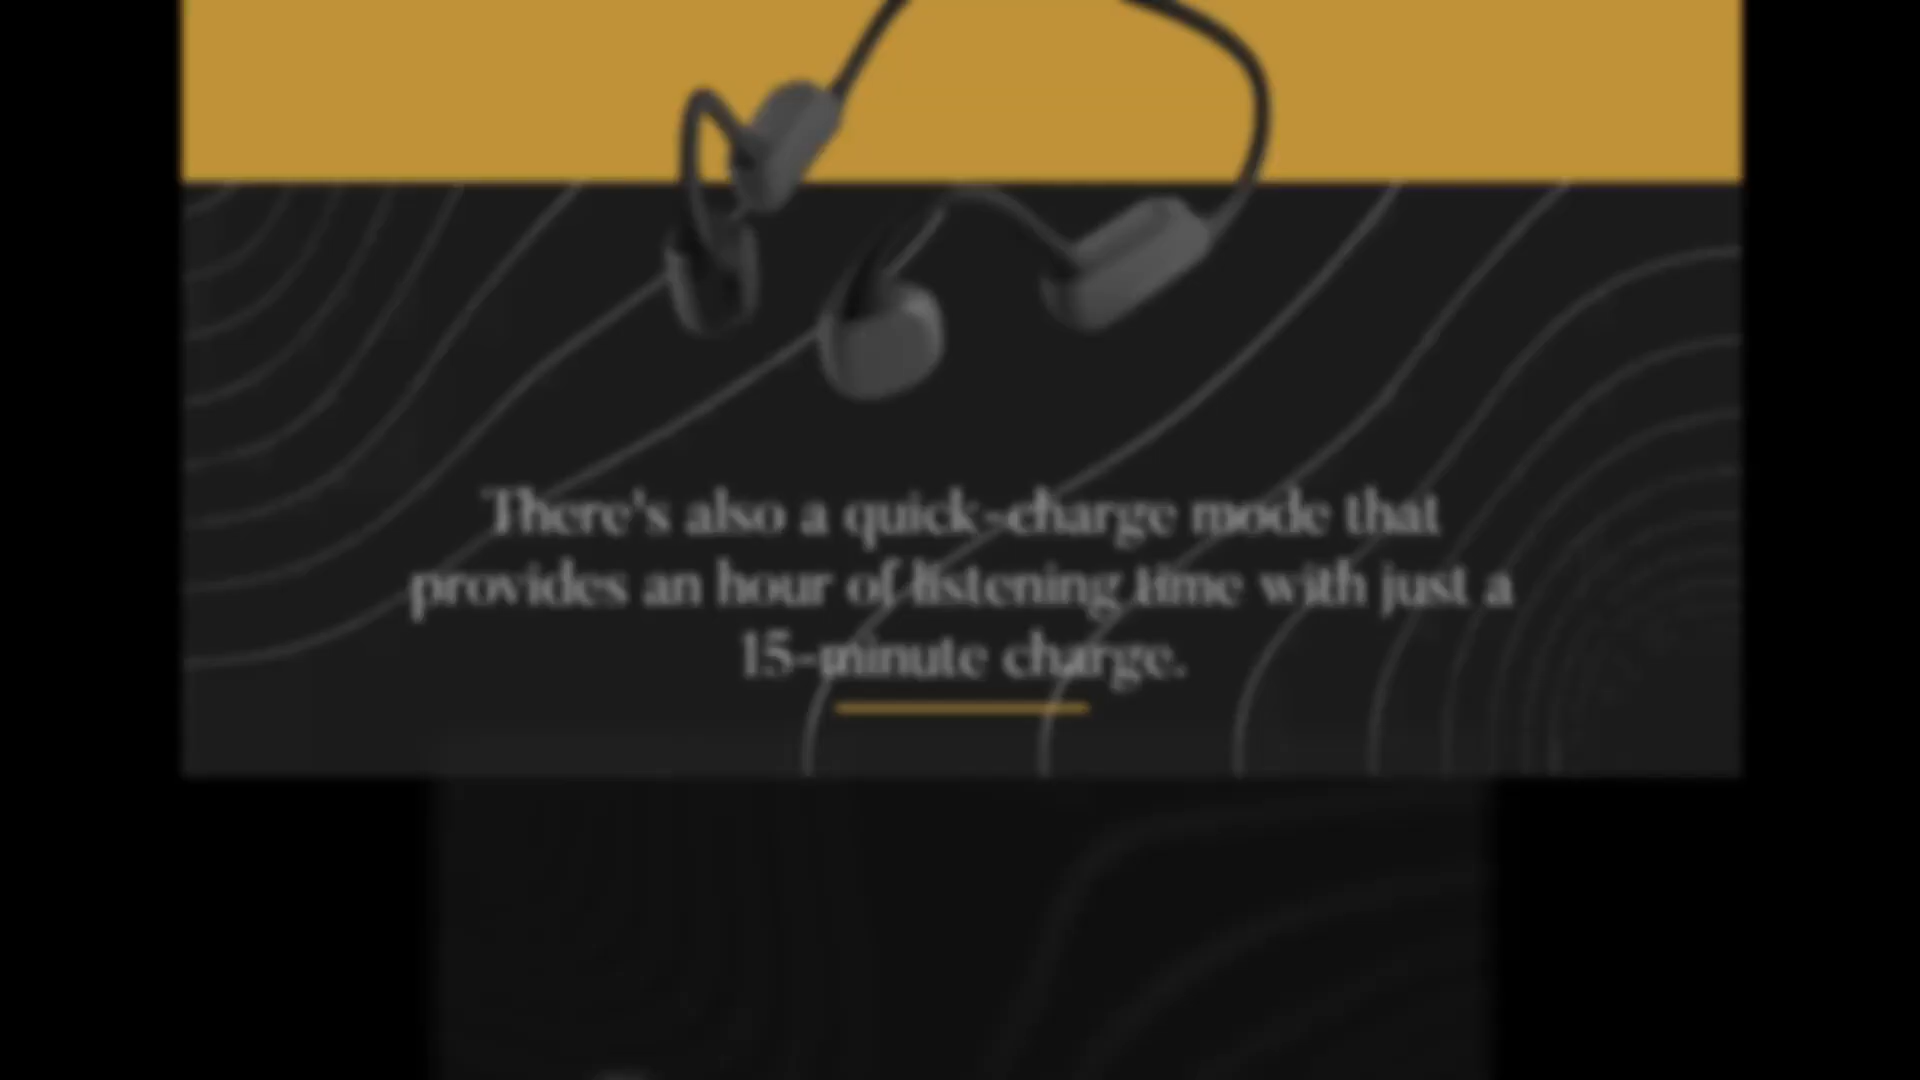 There's also a quick-charge mode that
provides an hour of listening time with just a
15-minute charge.